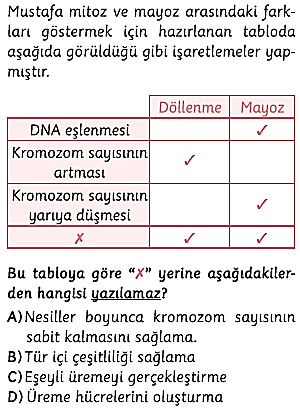 Mustafa mitoz ve mayoz arasındaki fark-
ları göstermek için hazırlanan tabloda
aşağıda görüldüğü gibi işaretlemeler yap-
mıştır.
Döllenme Mayoz
DNA eşlenmesi ✓
Kromozom sayısının
artması ✓
Kromozom sayısının
yarıya düşmesi ✓
✗ ✓ ✓
Bu tabloya göre “✗” yerine aşağıdakiler-
den hangisi yazılamaz?
A) Nesiller boyunca kromozom sayısının
sabit kalmasını sağlama.
B) Tür içi çeşitliliği sağlama
C) Eşeyli üremeyi gerçekleştirme
D) Üreme hücrelerini oluşturma